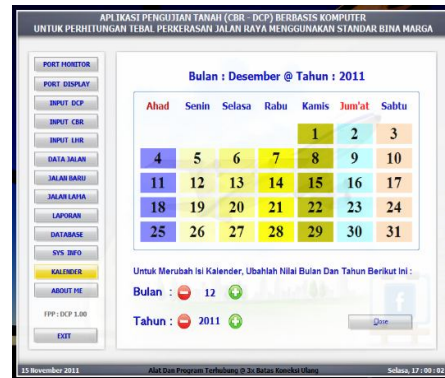 APLIKASI PENGUJIAN TANAH (CBR - DCP) BERBASIS KOMPUTER
UNTUK PERHITUNGAN TEBAL PERKERASAN JALAN RAYA MENGGUNAKAN STANDAR BINA MARGA
PORT MONITOR
PORT DISPLAY
INPUT DCP
INPUT CBR
INPUT LHR
DATA JALAN
JALAN BARU
JALAN LAMA
LAPORAN
DATABASE
SYS INFO
KALENDER
ABOUT ME
FPP : DCP 1.00
EXIT
Bulan : Desember @ Tahun : 2011
Ahad Senin Selasa Rabu Kamis Jum'at Sabtu
1 2 3
4 5 6 7 8 9 10
11 12 13 14 15 16 17
18 19 20 21 22 23 24
25 26 27 28 29 30 31
Untuk Merubah Isi Kalender, Ubahlah Nilai Bulan Dan Tahun Berikut Ini :
Bulan : 12
Tahun : 2011
Close
15 November 2011 Alat Dan Program Terhubung @ 3x Batas Koneksi Ulang Selasa, 17 : 00 : 02